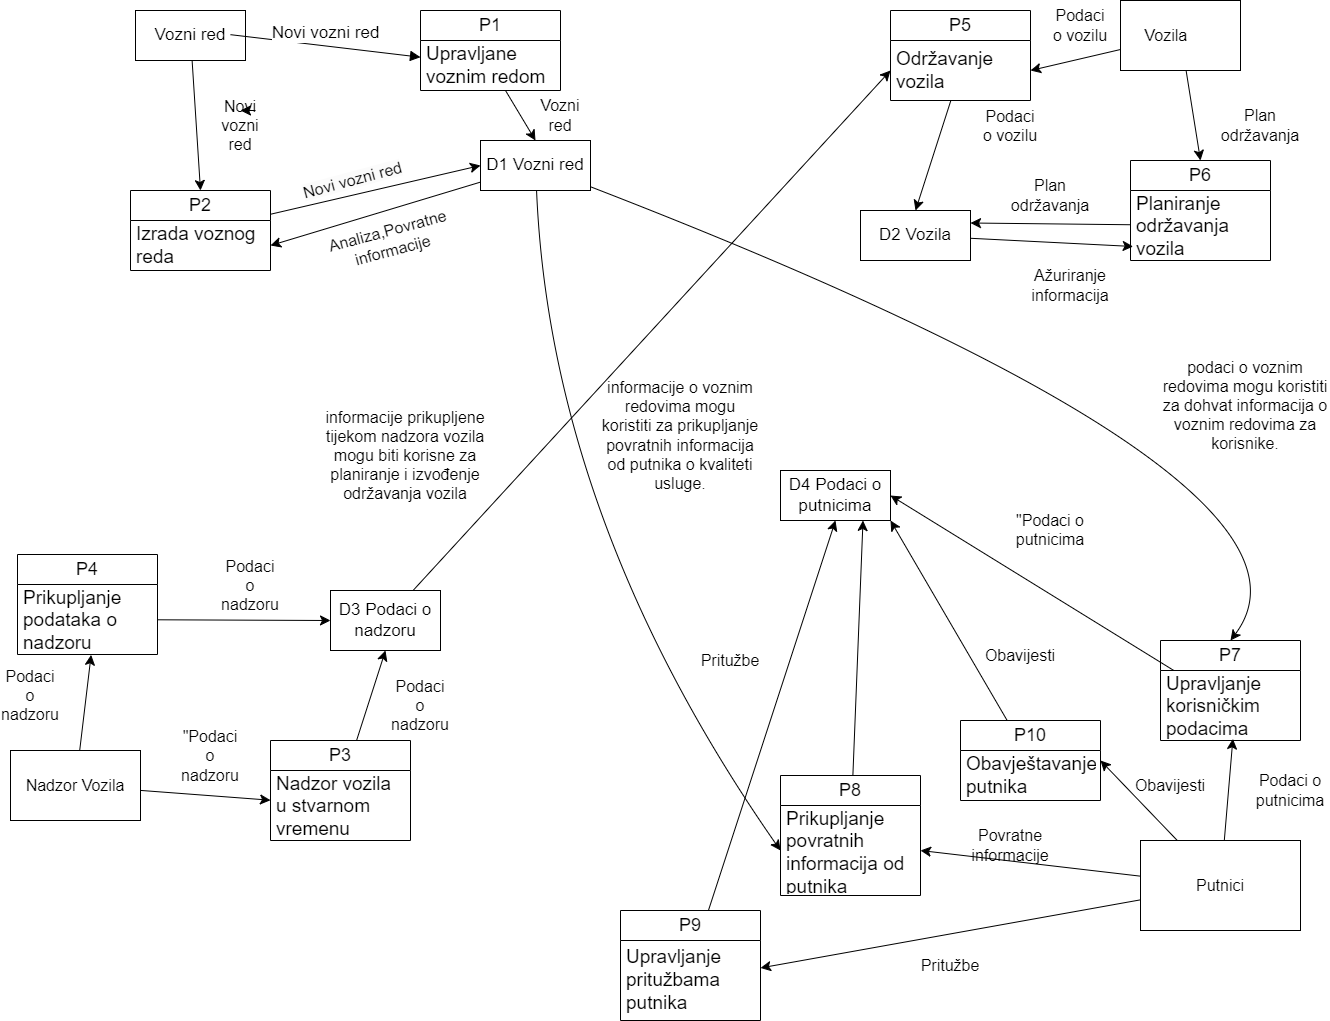 Vozni red
Novi vozni red
P1
Upravljane
voznim redom
Novi
vozni
red
Vozni
red
D1 Vozni red
P2
Izrada voznog
reda
Novi vozni red
Analiza,Povratne
informacije
P5
Održavanje
vozila
Podaci
o vozilu
Vozila
Podaci
o vozilu
Plan
održavanja
P6
Planiranje
održavanja
vozila
Plan
održavanja
D2 Vozila
Ažuriranje
informacija
informacije prikupljene
tijekom nadzora vozila
mogu biti korisne za
planiranje i izvođenje
održavanja vozila
informacije o voznim
redovima mogu
koristiti za prikupljanje
povratnih informacija
od putnika o kvaliteti
usluge.
podaci o voznim
redovima mogu koristiti
za dohvat informacija o
voznim redovima za
korisnike.
D4 Podaci o
putnicima
"Podaci o
putnicima
P4
Prikupljanje
podataka o
nadzoru
Podaci
o
nadzoru
D3 Podaci o
nadzoru
Podaci
o
nadzoru
"Podaci
o
nadzoru
Podaci
o
nadzoru
Nadzor Vozila
P3
Nadzor vozila
u stvarnom
vremenu
Pritužbe
Obavijesti
P7
Upravljanje
korisničkim
podacima
P10
Obavještavanje
putnika
Obavijesti
Podaci o
putnicima
P8
Prikupljanje
povratnih
informacija od
putnika
Povratne
informacije
Putnici
P9
Upravljanje
pritužbama
putnika
Pritužbe